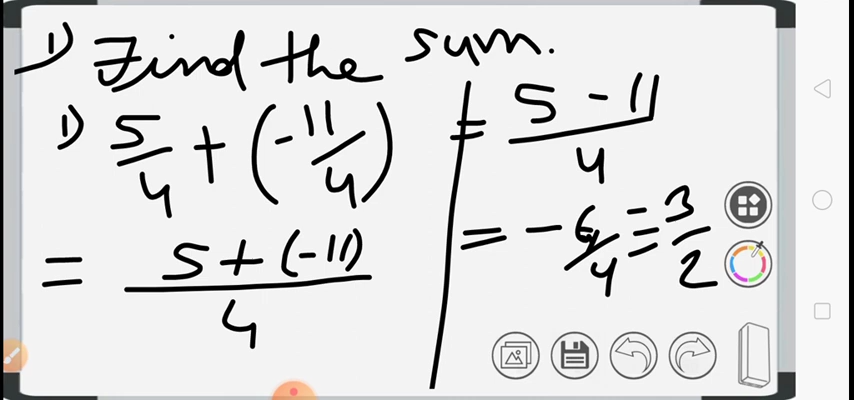 1) Find the sum.
1) 5/4 + (-11/4)
= 5+(-11)/4
= 5-11/4
= -6/4 = 3/2